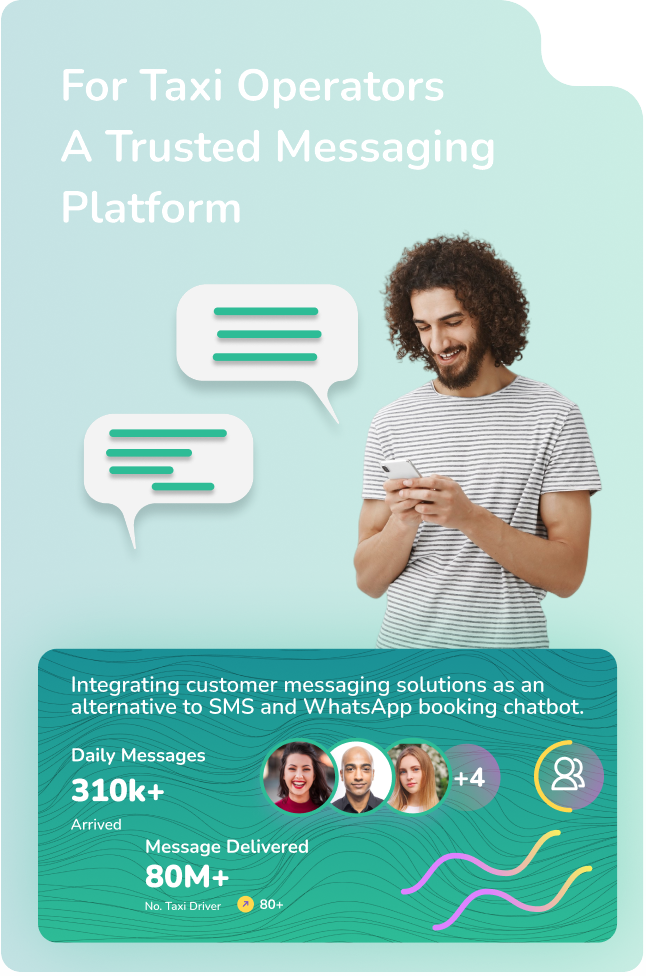 For Taxi Operators
A Trusted Messaging
Platform
Integrating customer messaging solutions as an
alternative to SMS and WhatsApp booking chatbot.
Daily Messages
310k+
Arrived
+4
Message Delivered
80M+
No. Taxi Driver 80+